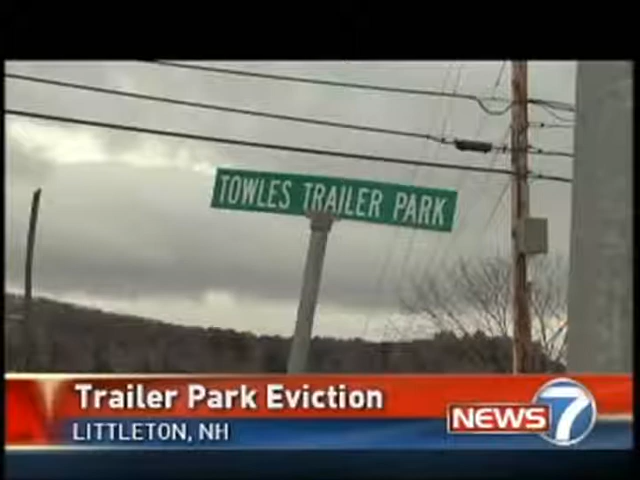 TOWLES TRAILER PARK
Trailer Park Eviction
LITTLETON, NH
NEWS 7